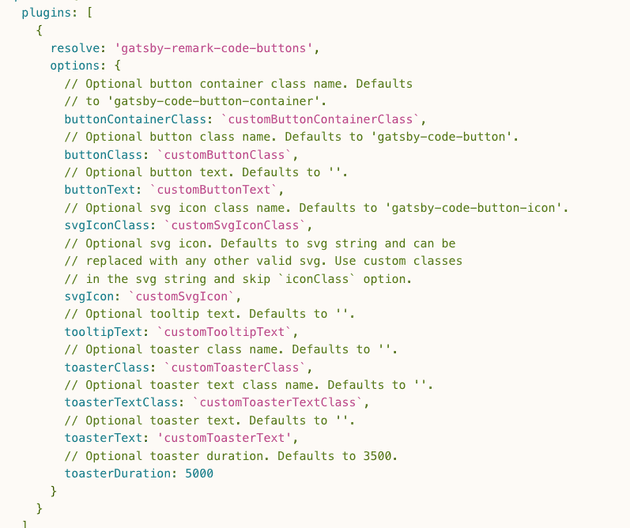 plugins: [
{
resolve: 'gatsby-remark-code-buttons',
options: {
// Optional button container class name. Defaults
// to 'gatsby-code-button-container'.
buttonContainerClass: `customButtonContainerClass`,
// Optional button class name. Defaults to 'gatsby-code-button'.
buttonClass: `customButtonClass`,
// Optional button text. Defaults to ''.
buttonText: `customButtonText`,
// Optional svg icon class name. Defaults to 'gatsby-code-button-icon'.
svgIconClass: `customSvgIconClass`,
// Optional svg icon. Defaults to svg string and can be
// replaced with any other valid svg. Use custom classes
// in the svg string and skip `iconClass` option.
svgIcon: `customSvgIcon`,
// Optional tooltip text. Defaults to ''.
tooltipText: `customTooltipText`,
// Optional toaster class name. Defaults to ''.
toasterClass: `customToasterClass`,
// Optional toaster text class name. Defaults to ''.
toasterTextClass: `customToasterTextClass`,
// Optional toaster text. Defaults to ''.
toasterText: 'customToasterText',
// Optional toaster duration. Defaults to 3500.
toasterDuration: 5000
}
}
]